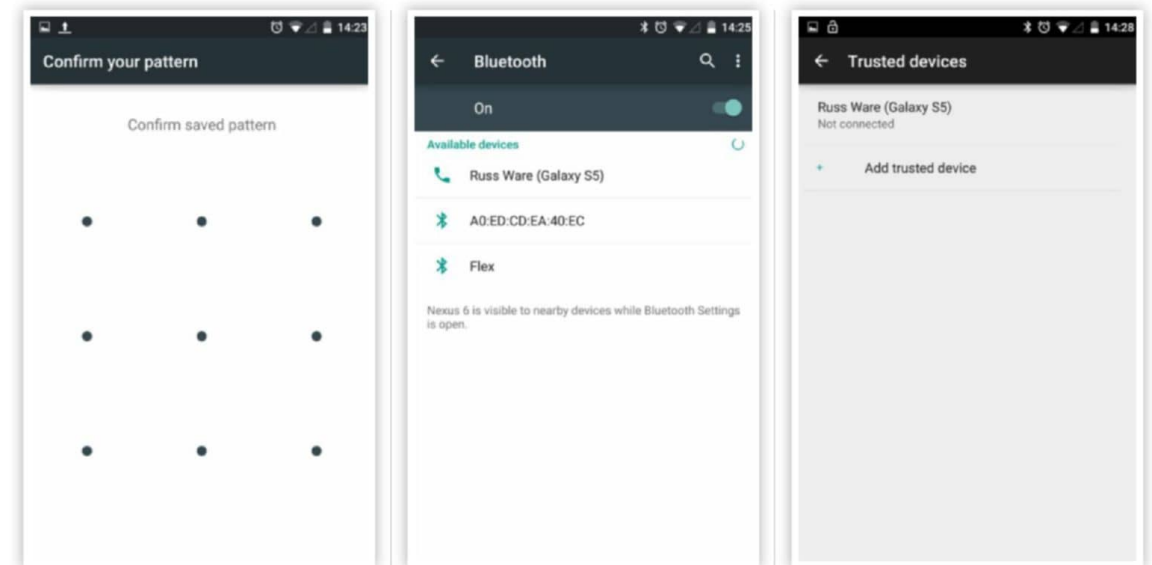 14:23
Confirm your pattern
Confirm saved pattern
14:25
Bluetooth
On
Available devices
Russ Ware (Galaxy S5)
A0:ED:CD:EA:40:EC
Flex
Nexus 6 is visible to nearby devices while Bluetooth Settings
is open.
14:28
Trusted devices
Russ Ware (Galaxy S5)
Not connected
+ Add trusted device